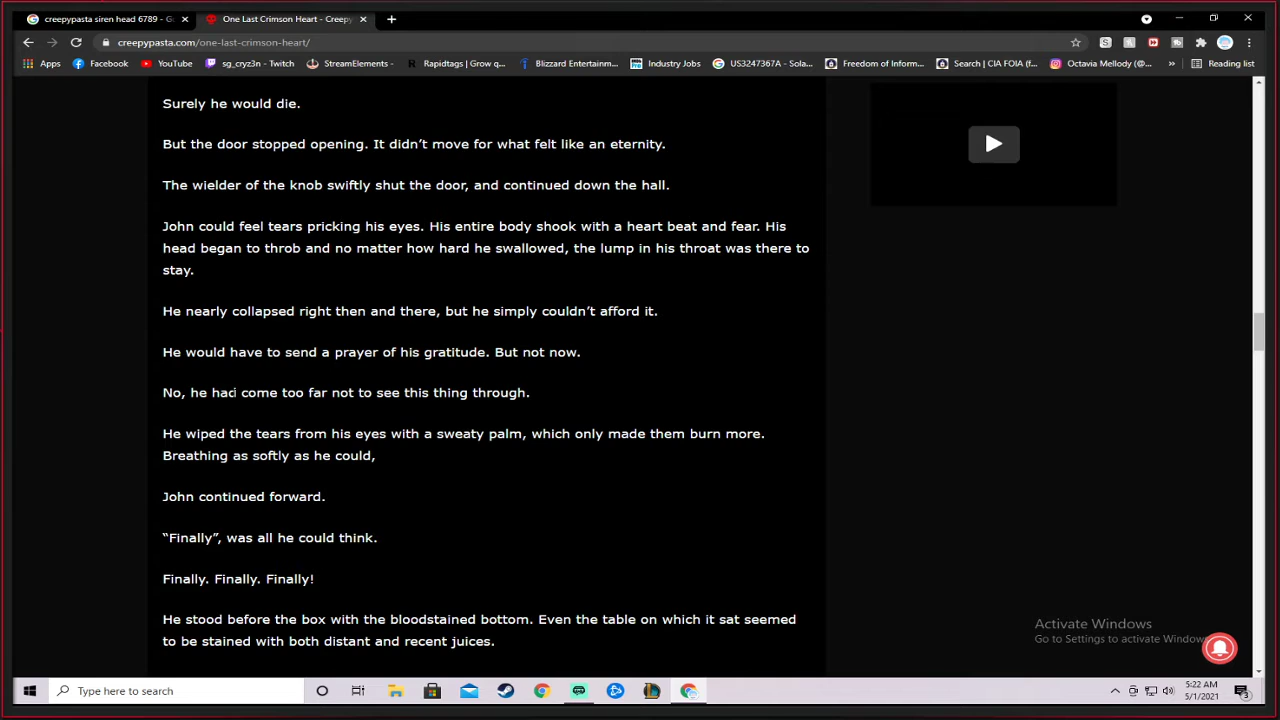 creepypasta siren head 6789 - G
One Last Crimson Heart - Creepy
creepypasta.com/one-last-crimson-heart/
Apps Facebook YouTube sg_cryz3n - Twitch StreamElements - Rapidtags | Grow q... Blizzard Entertainm... Industry Jobs US3247367A - Sola... Freedom of Inform... Search | CIA FOIA (f... Octavia Mellody (@... » Reading list
Surely he would die.
But the door stopped opening. It didn’t move for what felt like an eternity.
The wielder of the knob swiftly shut the door, and continued down the hall.
John could feel tears pricking his eyes. His entire body shook with a heart beat and fear. His
head began to throb and no matter how hard he swallowed, the lump in his throat was there to
stay.
He nearly collapsed right then and there, but he simply couldn’t afford it.
He would have to send a prayer of his gratitude. But not now.
No, he had come too far not to see this thing through.
He wiped the tears from his eyes with a sweaty palm, which only made them burn more.
Breathing as softly as he could,
John continued forward.
“Finally”, was all he could think.
Finally. Finally. Finally!
He stood before the box with the bloodstained bottom. Even the table on which it sat seemed
to be stained with both distant and recent juices.
Activate Windows
Go to Settings to activate Windows
Type here to search
5:22 AM
5/1/2021
3